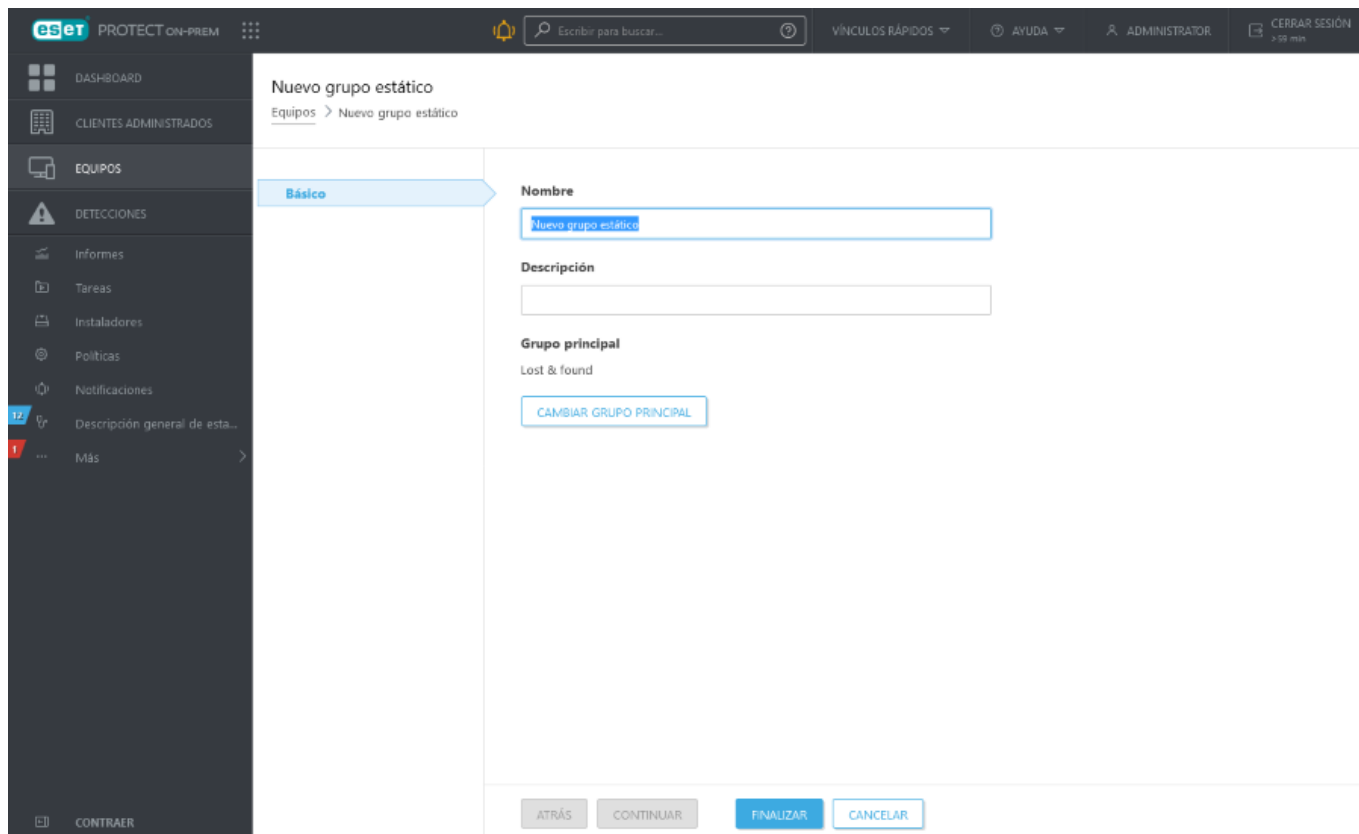 eset PROTECT ON-PREM
Escribir para buscar...
VÍNCULOS RÁPIDOS
AYUDA
ADMINISTRATOR
CERRAR SESIÓN
> 59 min
DASHBOARD
CLIENTES ADMINISTRADOS
EQUIPOS
DETECCIONES
Informes
Tareas
Instaladores
Políticas
Notificaciones
12
Descripción general de esta...
1
Más
CONTRAER
Nuevo grupo estático
Equipos > Nuevo grupo estático
Básico
Nombre
Nuevo grupo estático
Descripción
Grupo principal
Lost & found
CAMBIAR GRUPO PRINCIPAL
ATRÁS
CONTINUAR
FINALIZAR
CANCELAR